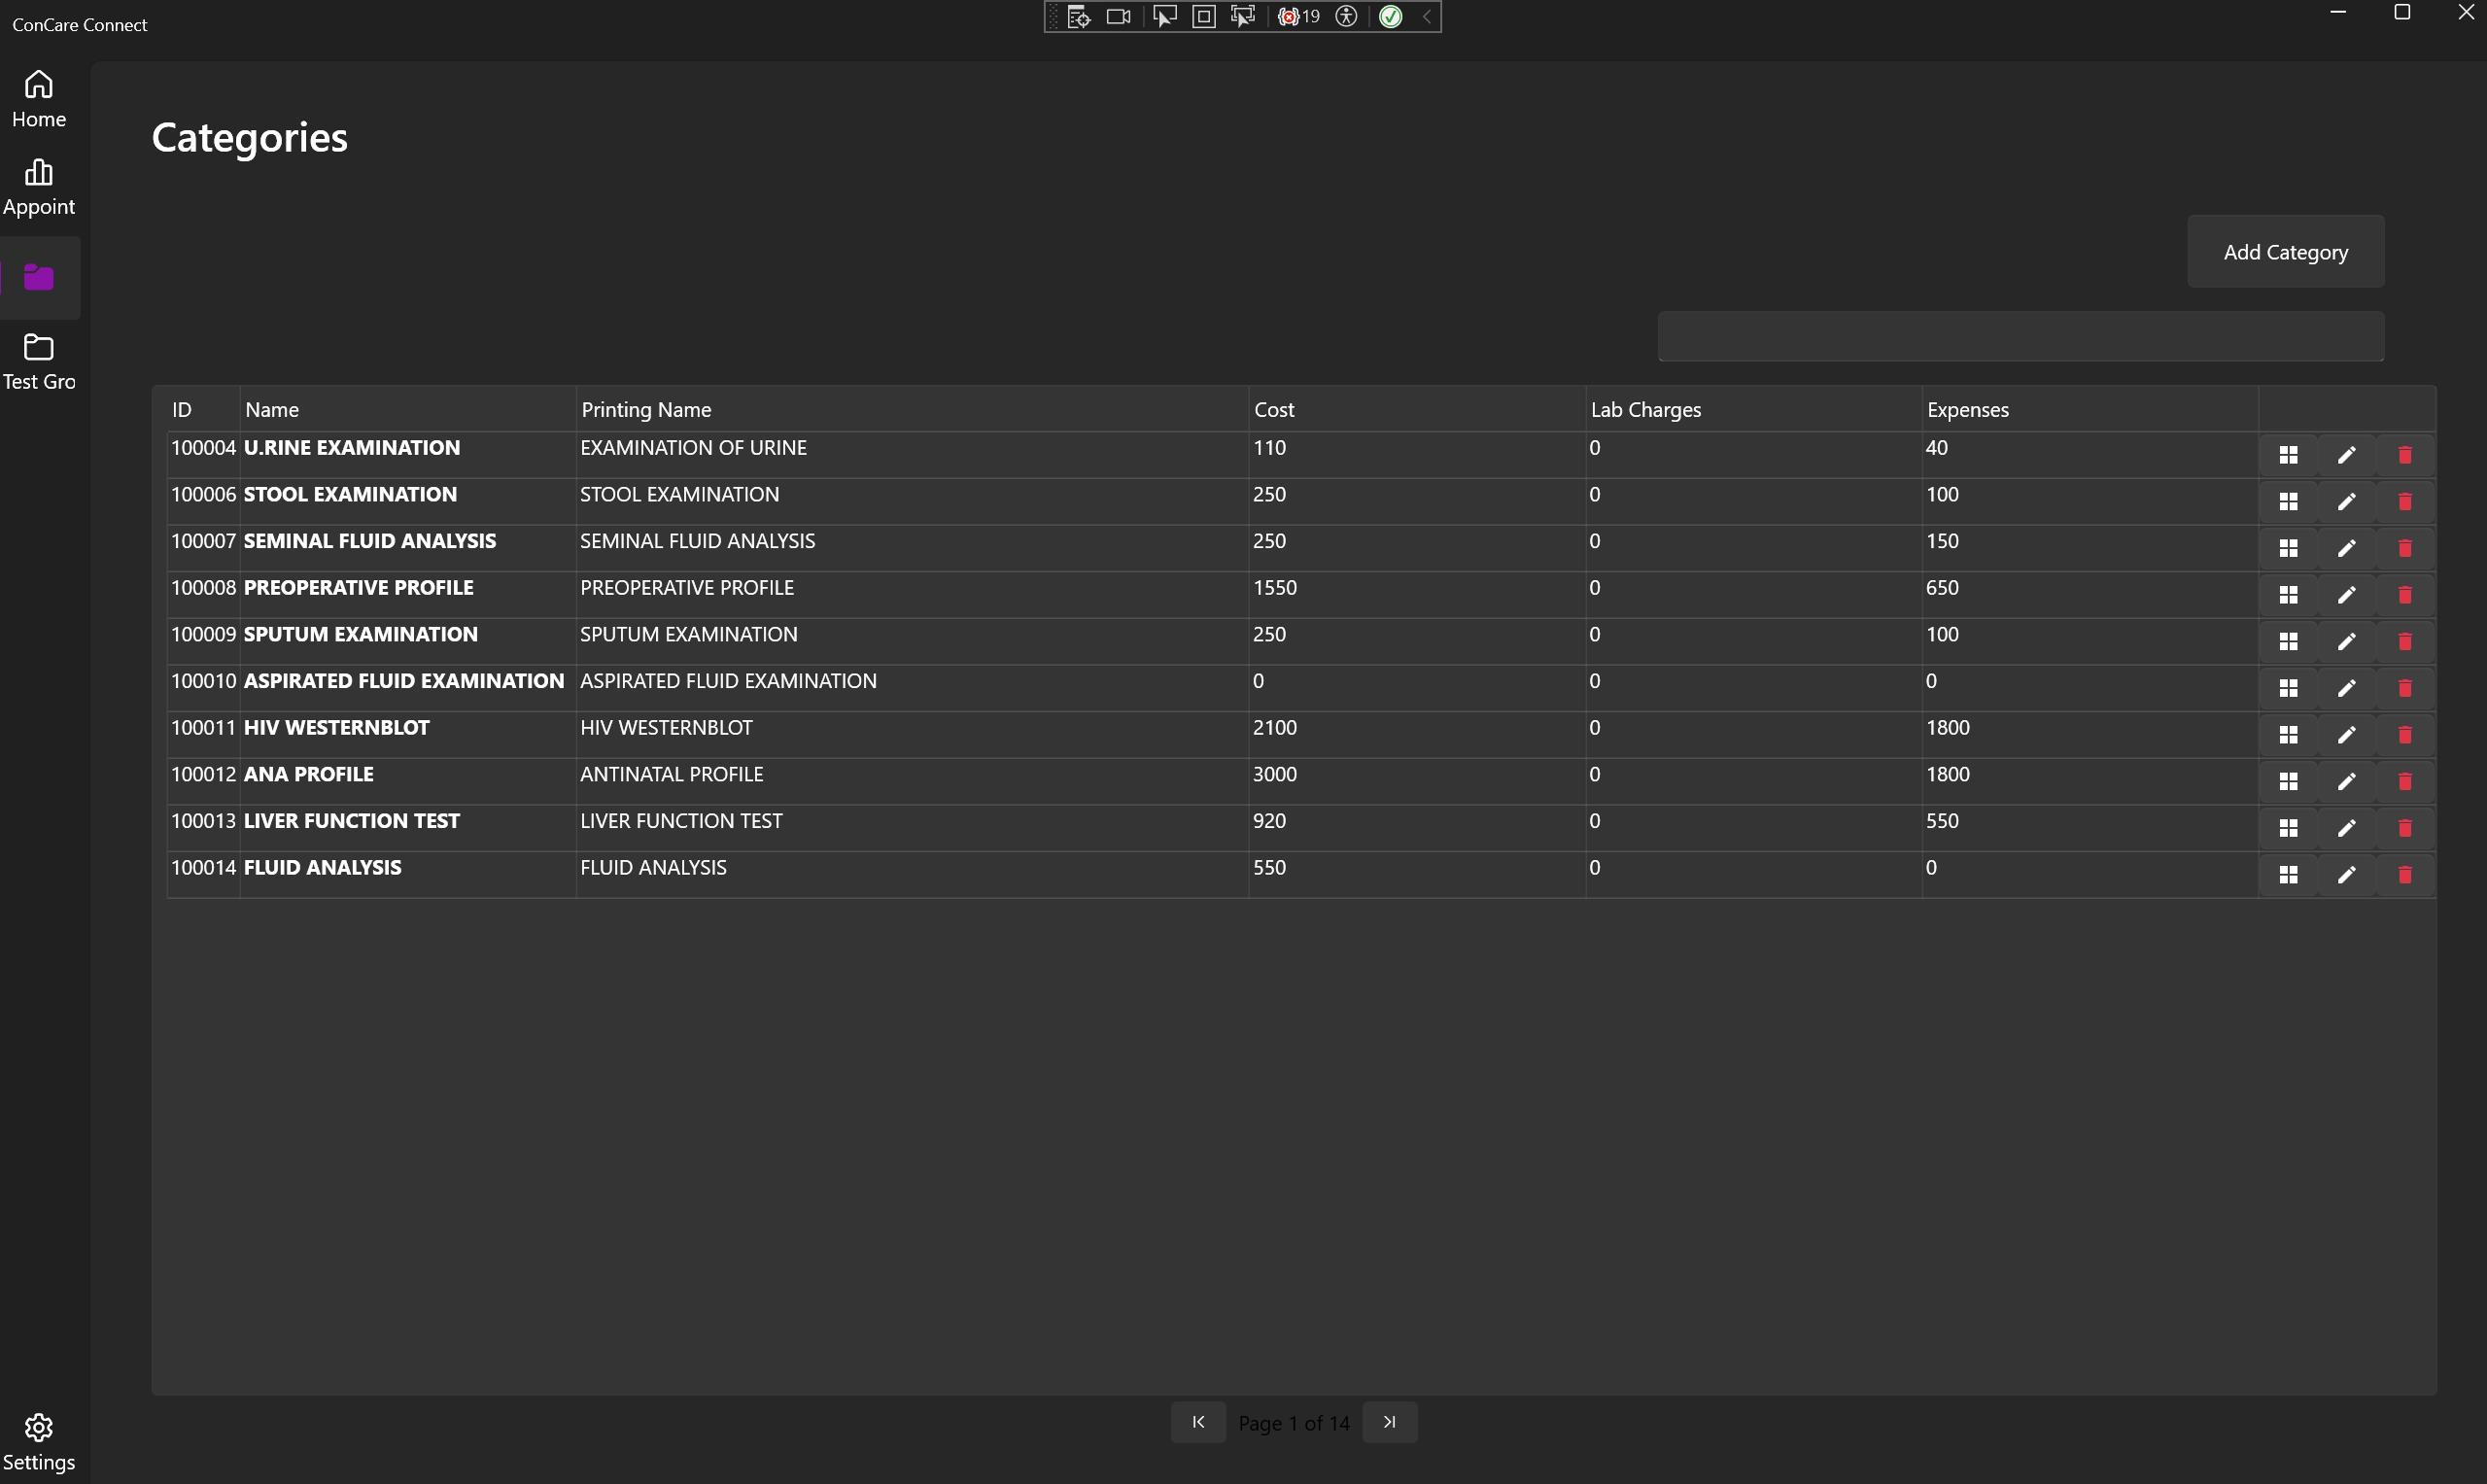 ConCare Connect
19
Home
Appoint
Test Gro
Settings
Categories
Add Category
ID Name Printing Name Cost Lab Charges Expenses
100004 U.RINE EXAMINATION EXAMINATION OF URINE 110 0 40
100006 STOOL EXAMINATION STOOL EXAMINATION 250 0 100
100007 SEMINAL FLUID ANALYSIS SEMINAL FLUID ANALYSIS 250 0 150
100008 PREOPERATIVE PROFILE PREOPERATIVE PROFILE 1550 0 650
100009 SPUTUM EXAMINATION SPUTUM EXAMINATION 250 0 100
100010 ASPIRATED FLUID EXAMINATION ASPIRATED FLUID EXAMINATION 0 0 0
100011 HIV WESTERNBLOT HIV WESTERNBLOT 2100 0 1800
100012 ANA PROFILE ANTINATAL PROFILE 3000 0 1800
100013 LIVER FUNCTION TEST LIVER FUNCTION TEST 920 0 550
100014 FLUID ANALYSIS FLUID ANALYSIS 550 0 0
Page 1 of 14